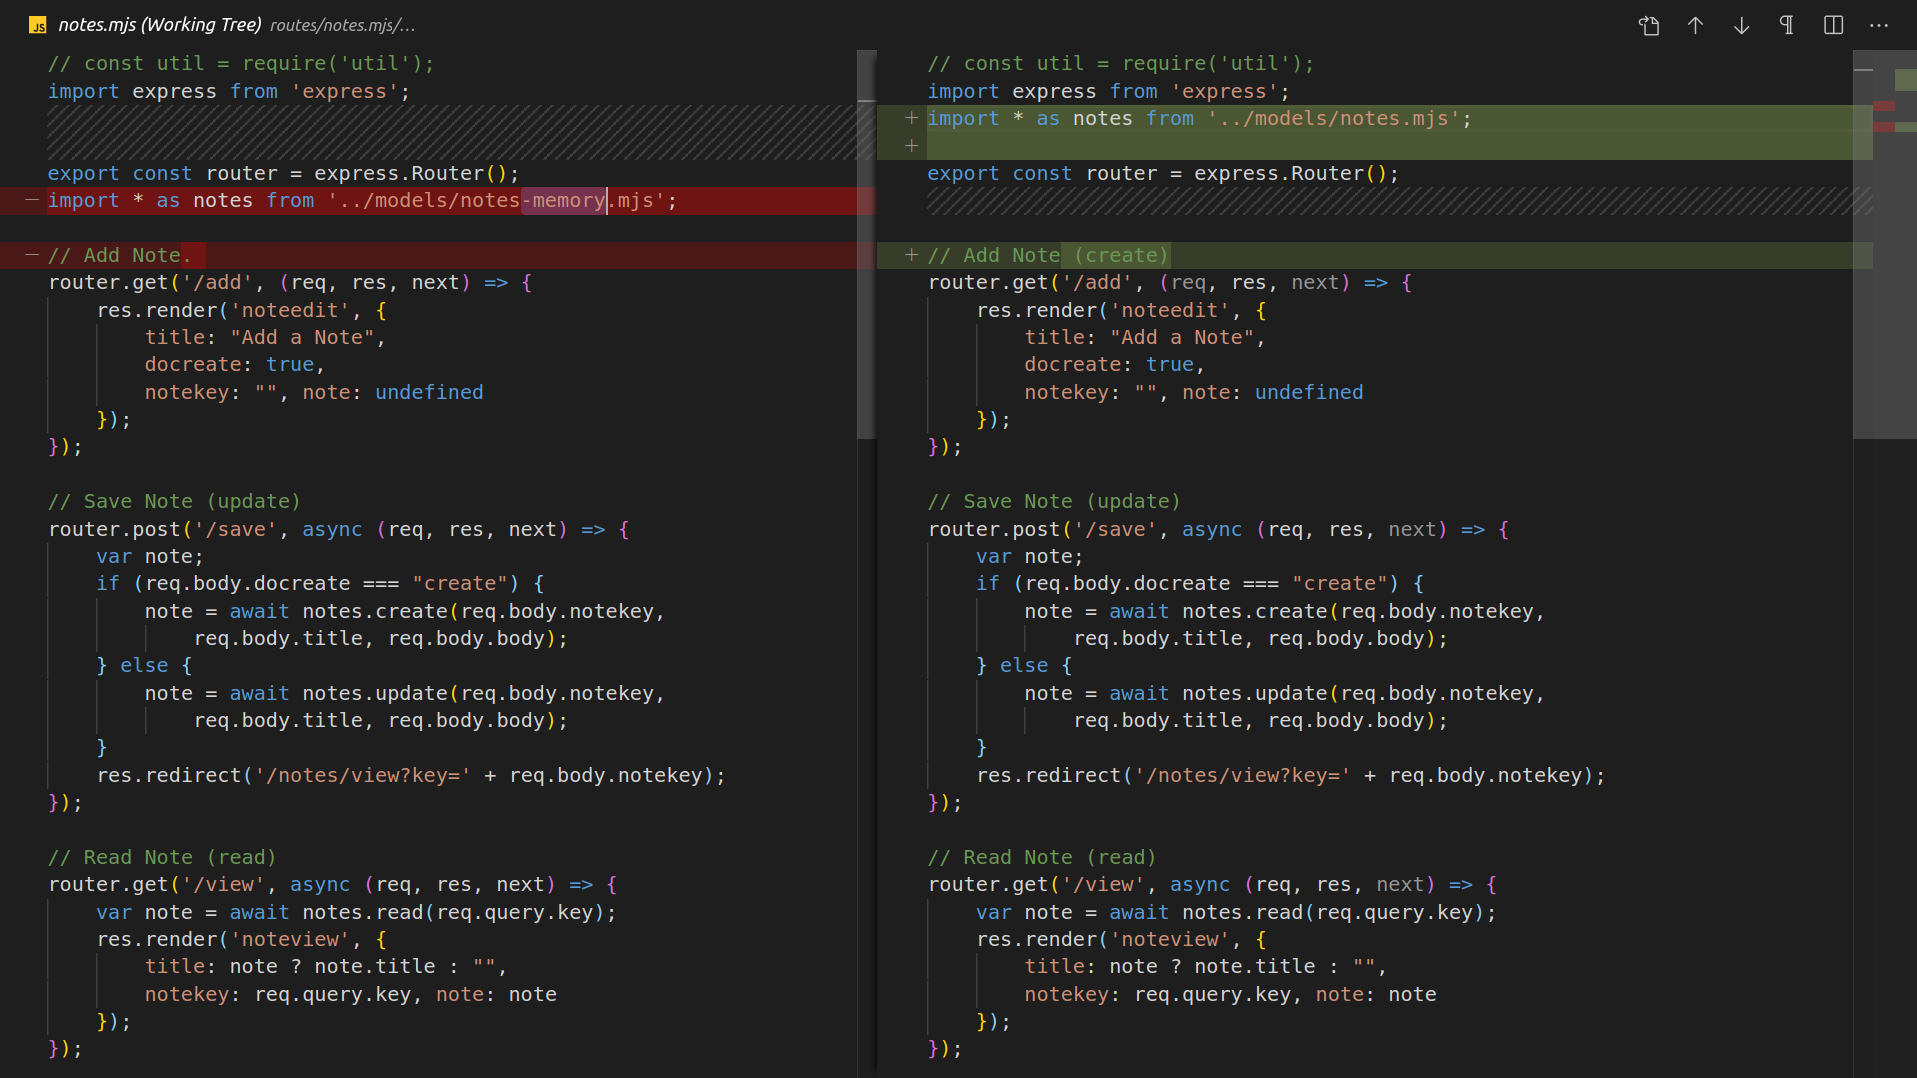 JS notes.mjs (Working Tree) routes/notes.mjs/...
// const util = require('util');
import express from 'express';
export const router = express.Router();
— import * as notes from '../models/notes-memory.mjs';
— // Add Note.
router.get('/add', (req, res, next) => {
    res.render('noteedit', {
        title: "Add a Note",
        docreate: true,
        notekey: "", note: undefined
    });
});
// Save Note (update)
router.post('/save', async (req, res, next) => {
    var note;
    if (req.body.docreate === "create") {
        note = await notes.create(req.body.notekey,
            req.body.title, req.body.body);
    } else {
        note = await notes.update(req.body.notekey,
            req.body.title, req.body.body);
    }
    res.redirect('/notes/view?key=' + req.body.notekey);
});
// Read Note (read)
router.get('/view', async (req, res, next) => {
    var note = await notes.read(req.query.key);
    res.render('noteview', {
        title: note ? note.title : "",
        notekey: req.query.key, note: note
    });
});
// const util = require('util');
import express from 'express';
+ import * as notes from '../models/notes.mjs';
+
export const router = express.Router();
+ // Add Note (create)
router.get('/add', (req, res, next) => {
    res.render('noteedit', {
        title: "Add a Note",
        docreate: true,
        notekey: "", note: undefined
    });
});
// Save Note (update)
router.post('/save', async (req, res, next) => {
    var note;
    if (req.body.docreate === "create") {
        note = await notes.create(req.body.notekey,
            req.body.title, req.body.body);
    } else {
        note = await notes.update(req.body.notekey,
            req.body.title, req.body.body);
    }
    res.redirect('/notes/view?key=' + req.body.notekey);
});
// Read Note (read)
router.get('/view', async (req, res, next) => {
    var note = await notes.read(req.query.key);
    res.render('noteview', {
        title: note ? note.title : "",
        notekey: req.query.key, note: note
    });
});